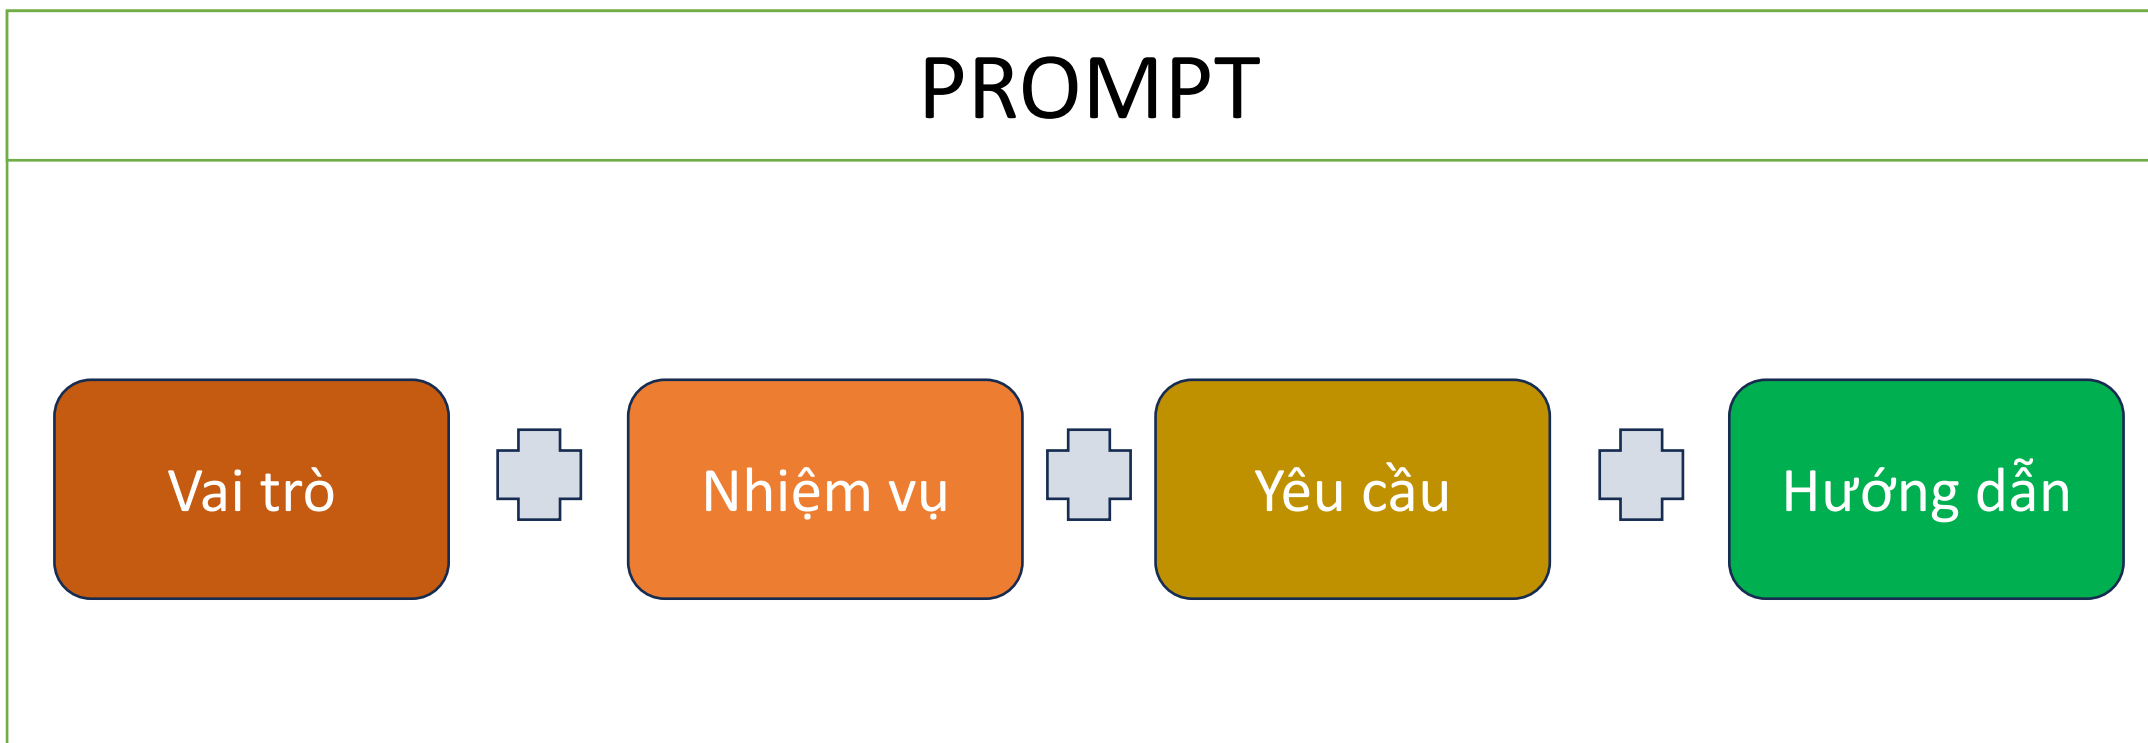 PROMPT
Vai trò
Nhiệm vụ
Yêu cầu
Hướng dẫn